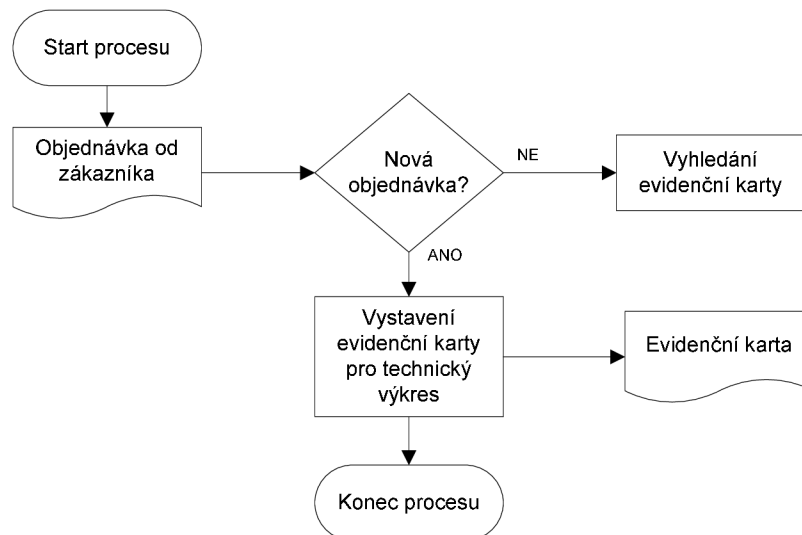 Start procesu
Objednávka od
zákazníka
Nová
objednávka?
NE
Vyhledání
evidenční karty
ANO
Vystavení
evidenční karty
pro technický
výkres
Evidenční karta
Konec procesu